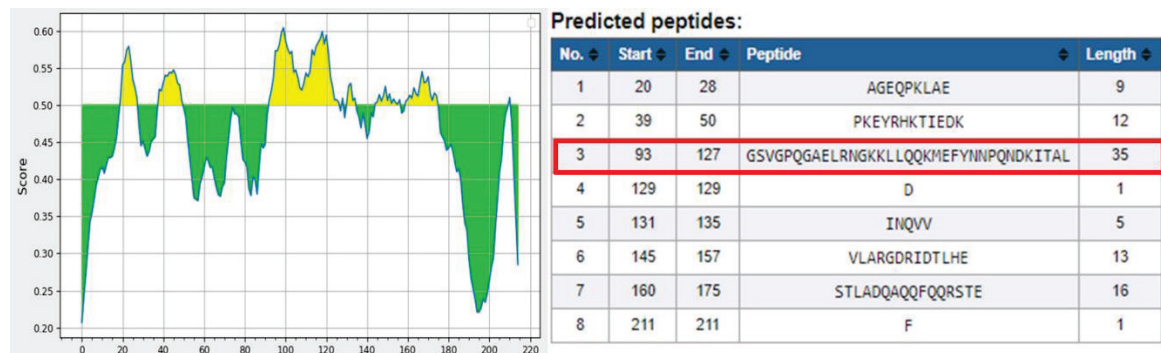 0.60
0.55
0.50
0.45
0.40
0.35
0.30
0.25
0.20
Score
0 20 40 60 80 100 120 140 160 180 200 220
Predicted peptides:
No. Start End Peptide Length
1 20 28 AGEQPKLAE 9
2 39 50 PKEYRHKTIEDK 12
3 93 127 GSVGPQGAELRNGKKLLQQKMEFYNNPQNDKITAL 35
4 129 129 D 1
5 131 135 INQVV 5
6 145 157 VLARGDRIDTLHE 13
7 160 175 STLADQAQQFQQRSTE 16
8 211 211 F 1